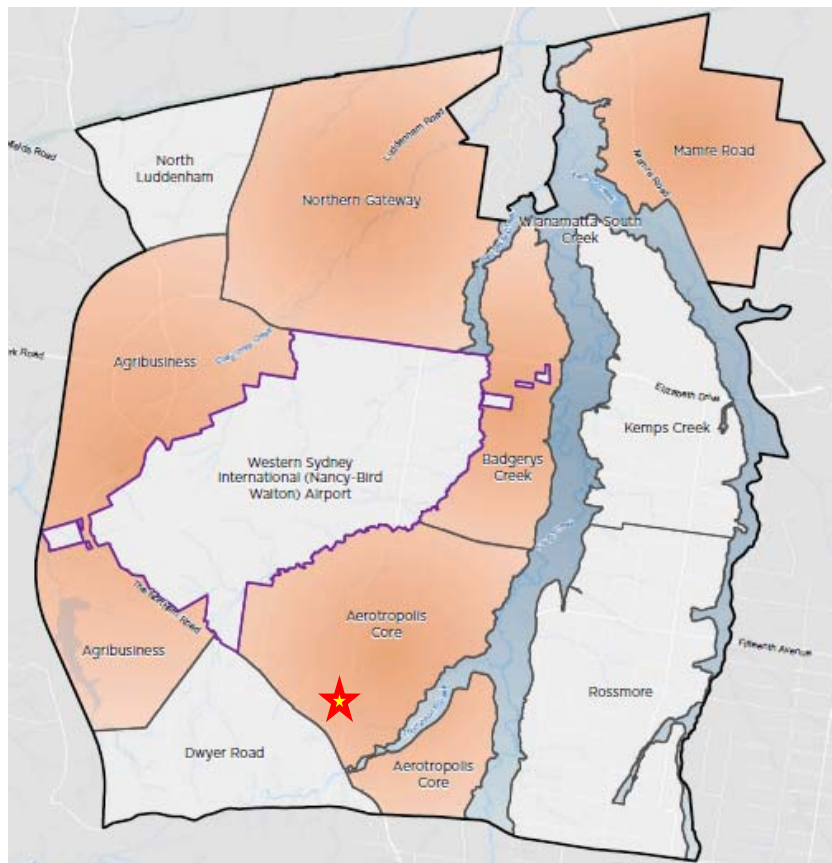 North
Luddenham
Luddenham Road
Northern Gateway
Mamre Road
Mamre Road
Wianamatta-South
Creek
Agribusiness
Road
Elizabeth Drive
Kemps Creek
Western Sydney
International (Nancy-Bird
Walton) Airport
Badgerys
Creek
The Northern Road
Aerotropolis
Core
Agribusiness
Fifteenth Avenue
Rossmore
Dwyer Road
Aerotropolis
Core